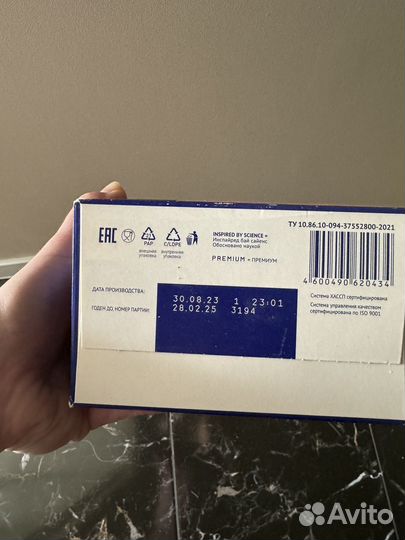 ТУ 10.86.10-094-37552800-2021
EAC
21
PAP
внешняя
упаковка
C/LDPE
внутренняя
упаковка
INSPIRED BY SCIENCE =
Инспайред бай сайенс
Обосновано наукой
PREMIUM = ПРЕМИУМ
4 600490 620434
Система ХАССП сертифицирована
Система управления качеством
сертифицирована по ISO 9001
ДАТА ПРОИЗВОДСТВА:
30.08.23 1 23:01
ГОДЕН ДО; НОМЕР ПАРТИИ:
28.02.25 3194
Avito